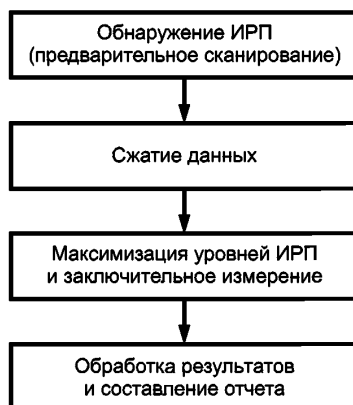 Обнаружение ИРП
(предварительное сканирование)
Сжатие данных
Максимизация уровней ИРП
и заключительное измерение
Обработка результатов
и составление отчета